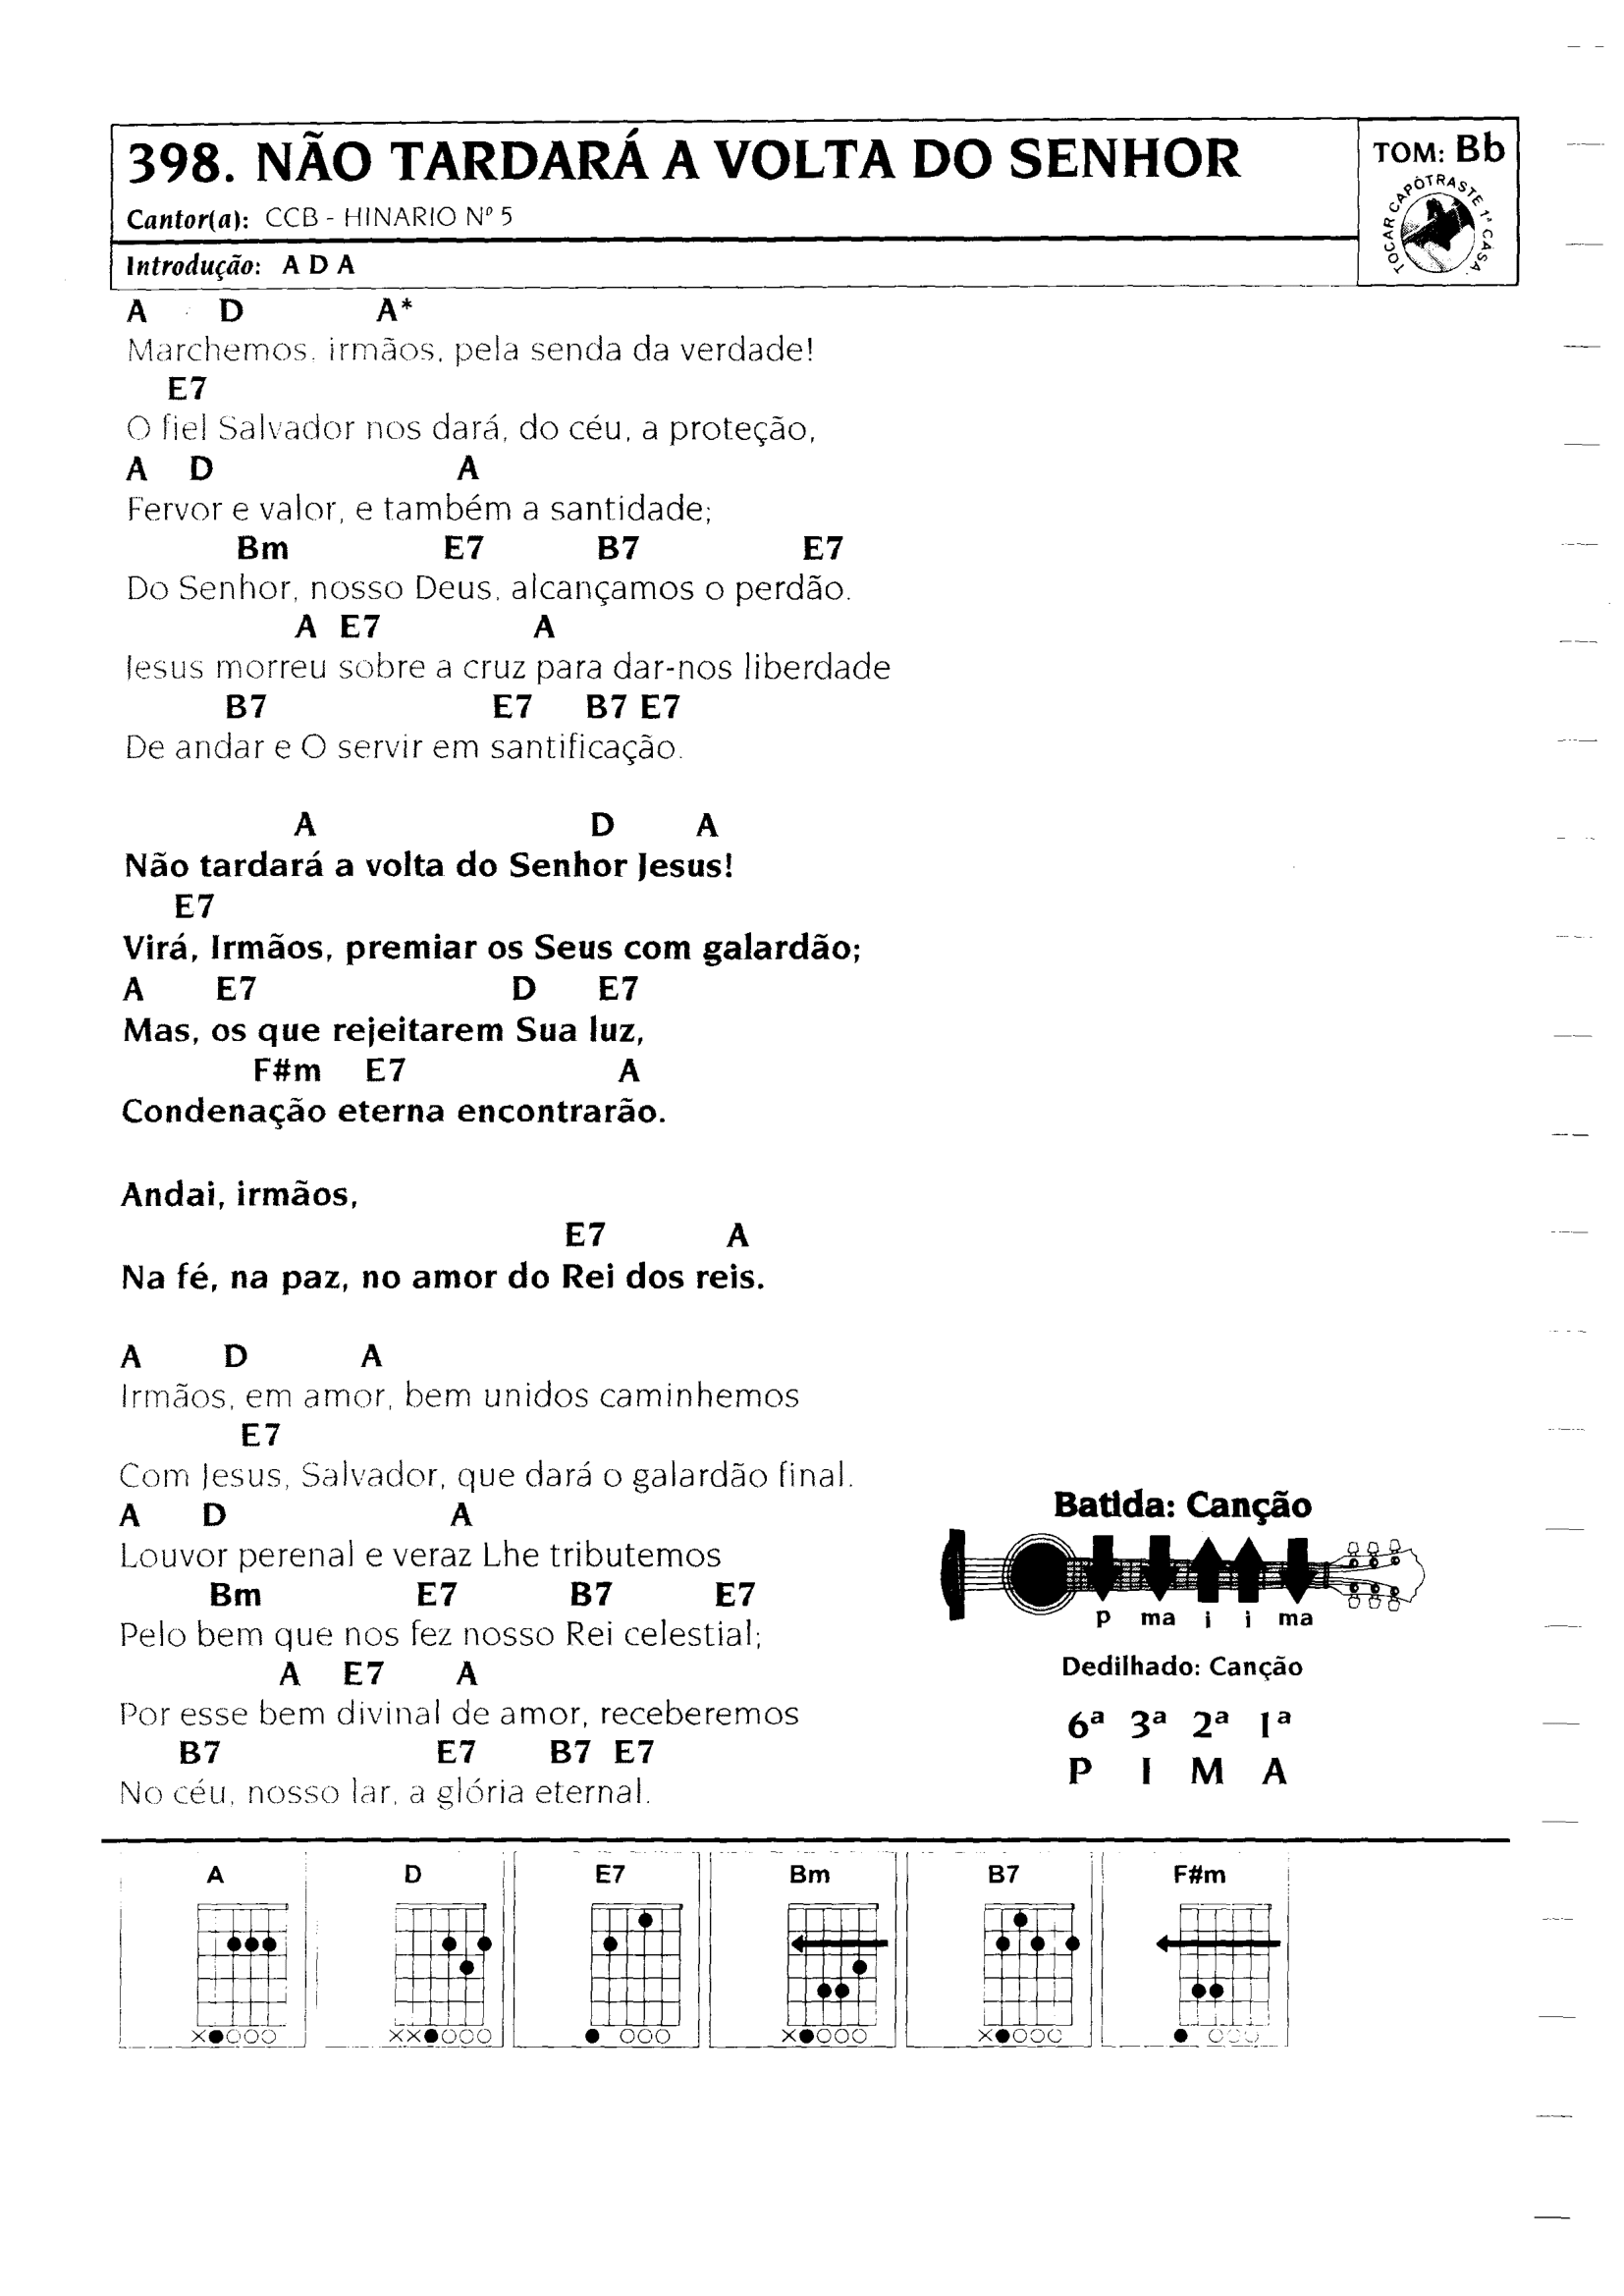 398. NÃO TARDARÁ A VOLTA DO SENHOR
TOM: Bb
TOCAR CAPÓTRASTE 1ª CASA.
Cantor(a): CCB - HINARIO Nº 5
Introdução: A D A
A D A*
Marchemos, irmãos, pela senda da verdade!
E7
O fiel Salvador nos dará, do céu, a proteção,
A D A
Fervor e valor, e também a santidade;
Bm E7 B7 E7
Do Senhor, nosso Deus, alcançamos o perdão.
A E7 A
Jesus morreu sobre a cruz para dar-nos liberdade
B7 E7 B7 E7
De andar e O servir em santificação.
A D A
Não tardará a volta do Senhor Jesus!
E7
Virá, Irmãos, premiar os Seus com galardão;
A E7 D E7
Mas, os que rejeitarem Sua luz,
F#m E7 A
Condenação eterna encontrarão.
Andai, irmãos,
E7 A
Na fé, na paz, no amor do Rei dos reis.
A D A
Irmãos, em amor, bem unidos caminhemos
E7
Com Jesus, Salvador, que dará o galardão final.
A D A
Louvor perenal e veraz Lhe tributemos
Bm E7 B7 E7
Pelo bem que nos fez nosso Rei celestial;
A E7 A
Por esse bem divinal de amor, receberemos
B7 E7 B7 E7
No céu, nosso lar, a glória eternal.
Batida: Canção
p ma i i ma
Dedilhado: Canção
6ª 3ª 2ª 1ª
P I M A
A D E7 Bm B7 F#m